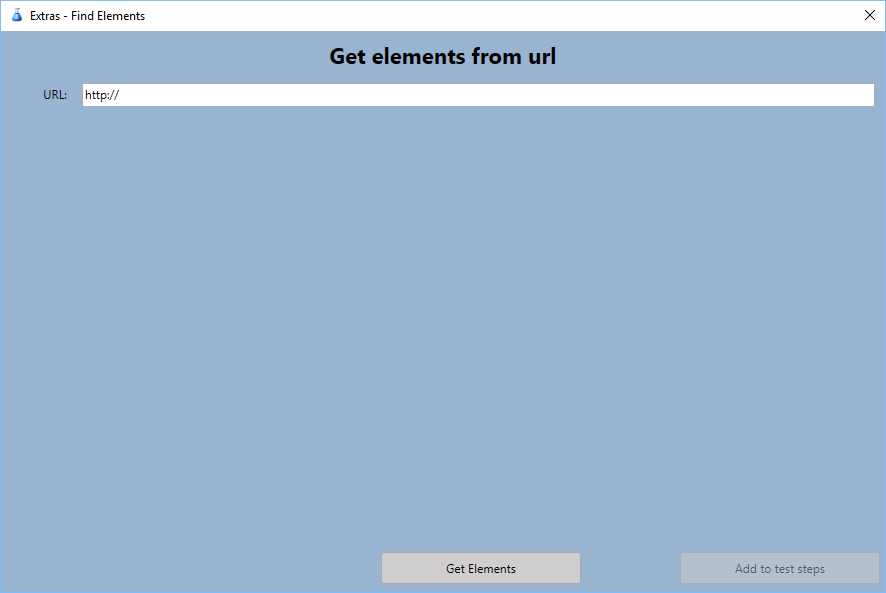 Extras - Find Elements
Get elements from url
URL: http://
Get Elements Add to test steps